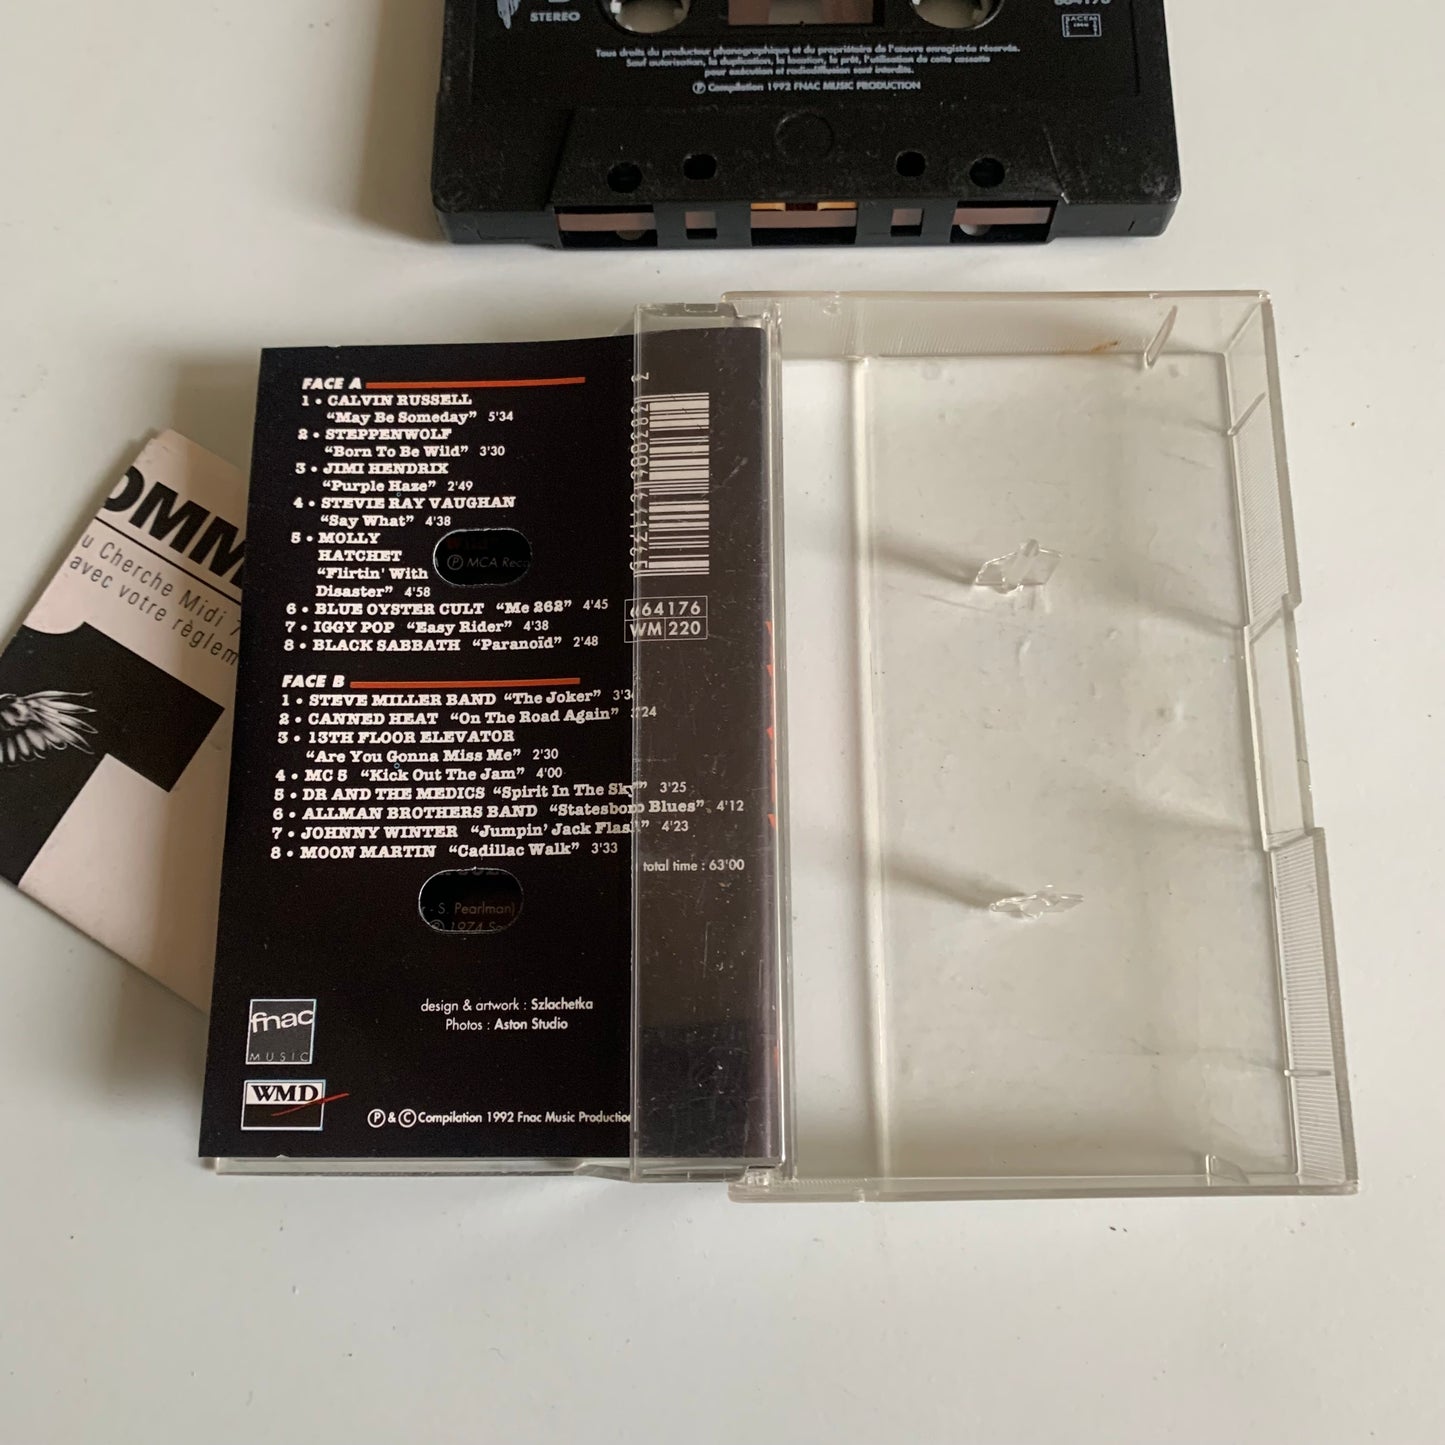 STEREO
SACEM
Tous droits du producteur phonographique et du propriétaire de l'œuvre enregistrée réservés.
Sauf autorisation, la duplication, la location, le prêt, l'utilisation de cette cassette
pour exécution et radiodiffusion sont interdits.
Ⓟ Compilation 1992 FNAC MUSIC PRODUCTION
FACE A
1 • CALVIN RUSSELL
“May Be Someday” 5'34
2 • STEPPENWOLF
“Born To Be Wild” 3'30
3 • JIMI HENDRIX
“Purple Haze” 2'49
4 • STEVIE RAY VAUGHAN
“Say What” 4'38
5 • MOLLY
HATCHET
“Flirtin' With
Disaster” 4'58
6 • BLUE OYSTER CULT “Me 262” 4'45
7 • IGGY POP “Easy Rider” 4'38
8 • BLACK SABBATH “Paranoïd” 2'48
Ⓟ MCA
664176
WM 220
FACE B
1 • STEVE MILLER BAND “The Joker”
2 • CANNED HEAT “On The Road Again” 3'24
3 • 13TH FLOOR ELEVATOR
“Are You Gonna Miss Me” 2'30
4 • MC 5 “Kick Out The Jam” 4'00
5 • DR AND THE MEDICS “Spirit In The Sky” 3'25
6 • ALLMAN BROTHERS BAND “Statesboro Blues” 4'12
7 • JOHNNY WINTER “Jumpin' Jack Flash” 4'23
8 • MOON MARTIN “Cadillac Walk” 3'33
total time : 63'00
- S. Pearlman)
Ⓟ 1974
design & artwork : Szlachetka
Photos : Aston Studio
fnac
MUSIC
WMD
Ⓟ & © Compilation 1992 Fnac Music Production
OMM
u Cherche Midi 7
avec votre règlem